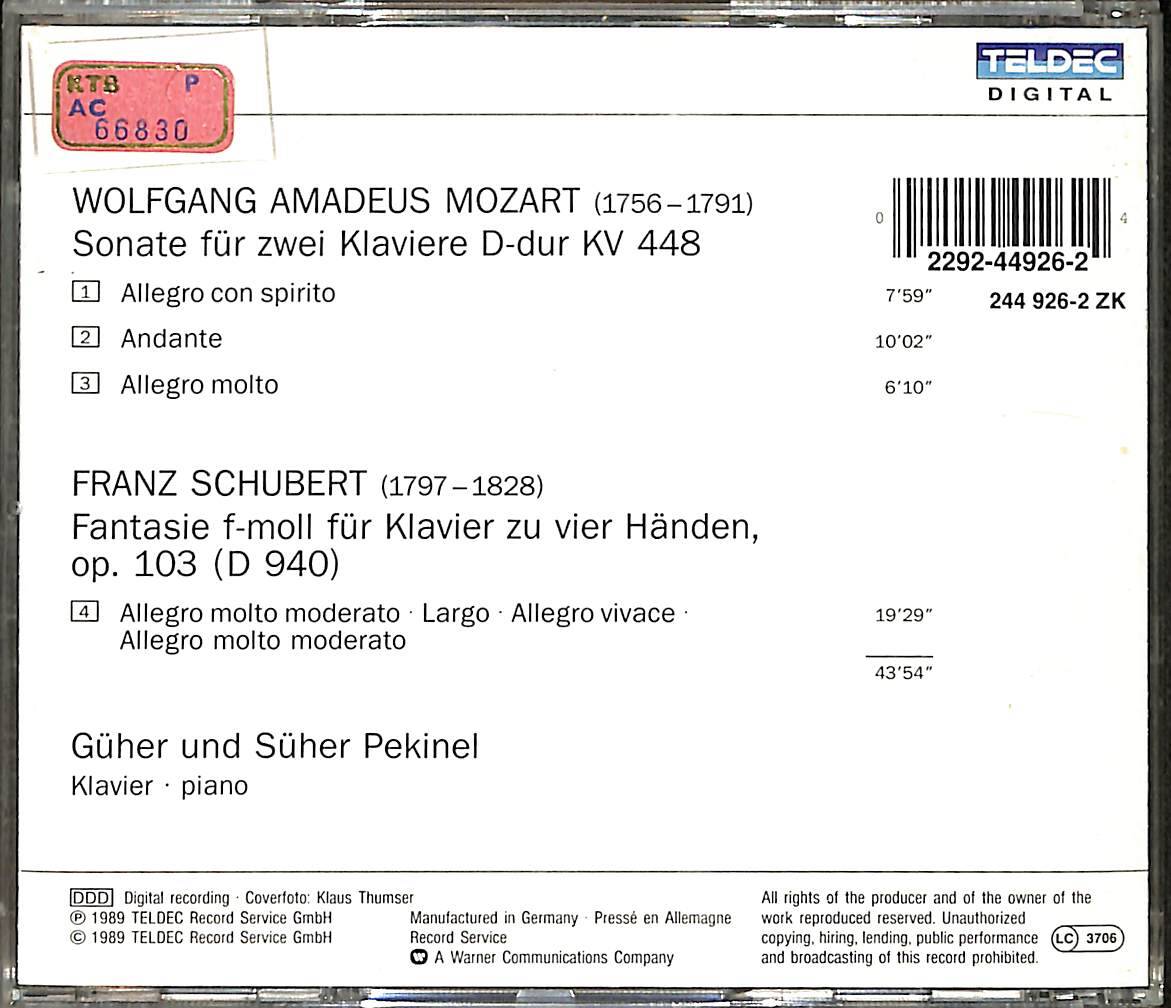 KTB P
AC
66830
TELDEC
DIGITAL
WOLFGANG AMADEUS MOZART (1756–1791)
Sonate für zwei Klaviere D-dur KV 448
1 Allegro con spirito 7'59"
2 Andante 10'02"
3 Allegro molto 6'10"
0 4
2292-44926-2
244 926-2 ZK
FRANZ SCHUBERT (1797–1828)
Fantasie f-moll für Klavier zu vier Händen,
op. 103 (D 940)
4 Allegro molto moderato · Largo · Allegro vivace · 19'29"
Allegro molto moderato
43'54"
Güher und Süher Pekinel
Klavier · piano
DDD Digital recording · Coverfoto: Klaus Thumser
℗ 1989 TELDEC Record Service GmbH
© 1989 TELDEC Record Service GmbH
Manufactured in Germany · Pressé en Allemagne
Record Service
A Warner Communications Company
All rights of the producer and of the owner of the
work reproduced reserved. Unauthorized
copying, hiring, lending, public performance
and broadcasting of this record prohibited.
LC 3706